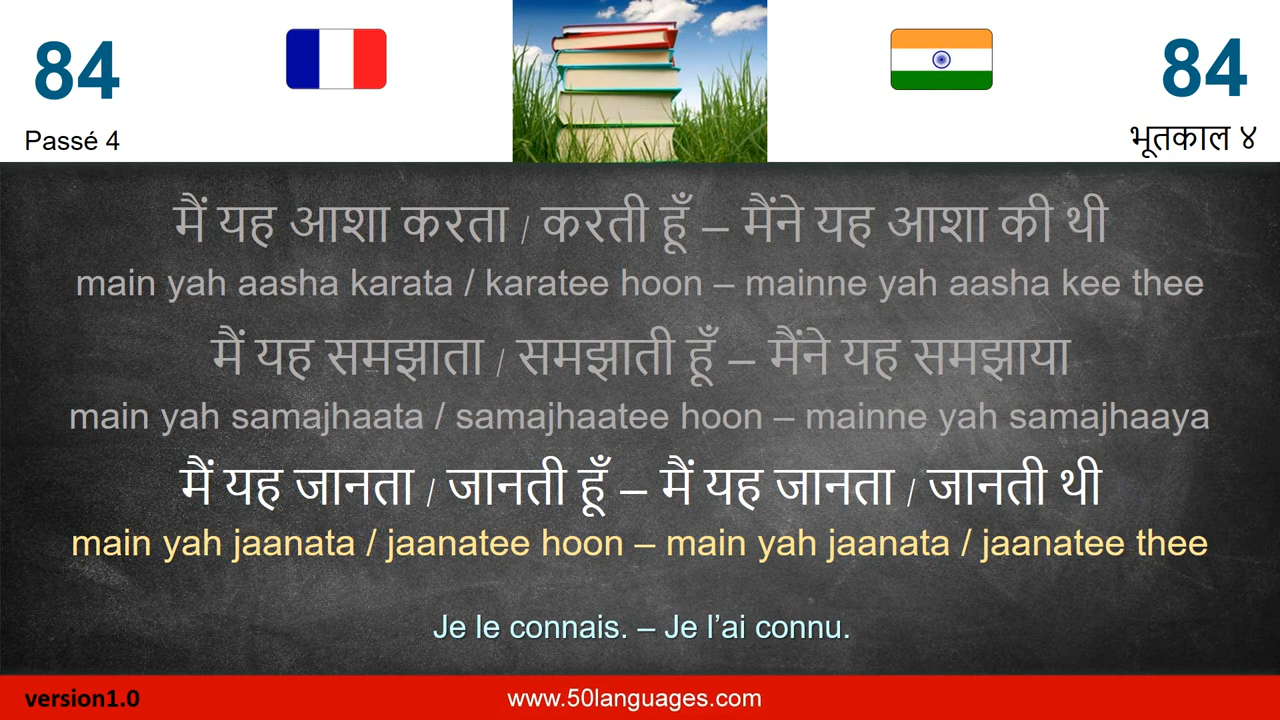 84
84
Passé 4
भूतकाल ४
मैं यह आशा करता / करती हूँ – मैंने यह आशा की थी
main yah aasha karata / karatee hoon – mainne yah aasha kee thee
मैं यह समझाता / समझाती हूँ – मैंने यह समझाया
main yah samajhaata / samajhaatee hoon – mainne yah samajhaaya
मैं यह जानता / जानती हूँ – मैं यह जानता / जानती थी
main yah jaanata / jaanatee hoon – main yah jaanata / jaanatee thee
Je le connais. – Je l’ai connu.
version1.0
www.50languages.com